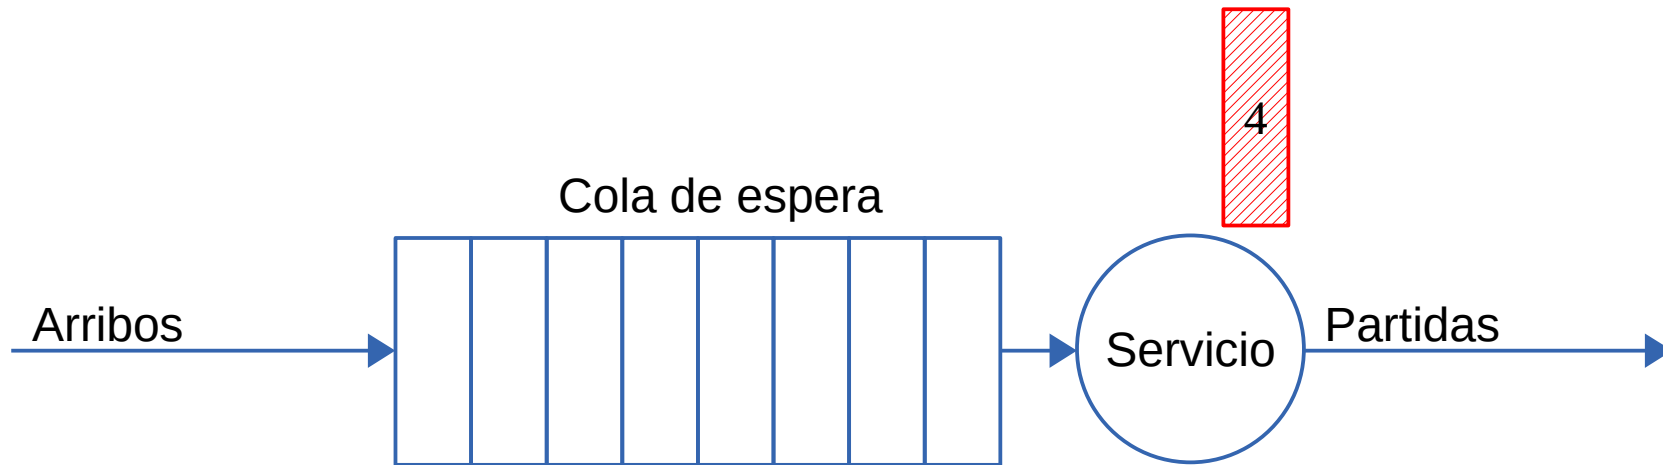 4
Cola de espera
Arribos
Servicio
Partidas